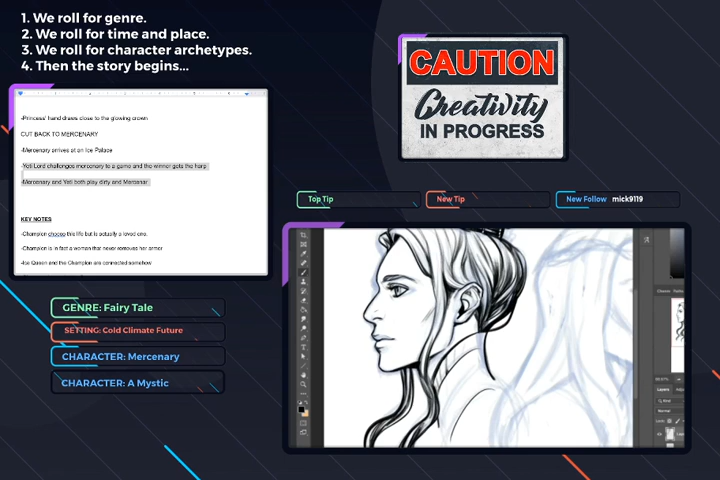 1. We roll for genre.
2. We roll for time and place.
3. We roll for character archetypes.
4. Then the story begins...
CAUTION
Creativity
IN PROGRESS
-Princess' hand draws close to the glowing crown
CUT BACK TO MERCENARY
-Mercenary arrives at an Ice Palace
-Yeti Lord challenges mercenary to a game and the winner gets the harp
-Mercenary and Yeti both play dirty and Mercenar
KEY NOTES
-Champion choose this life but is actually a loved one.
-Champion is in fact a woman that never removes her armor
-Ice Queen and the Champion are connected somehow
Top Tip
New Tip
New Follow mick9119
GENRE: Fairy Tale
SETTING: Cold Climate Future
CHARACTER: Mercenary
CHARACTER: A Mystic